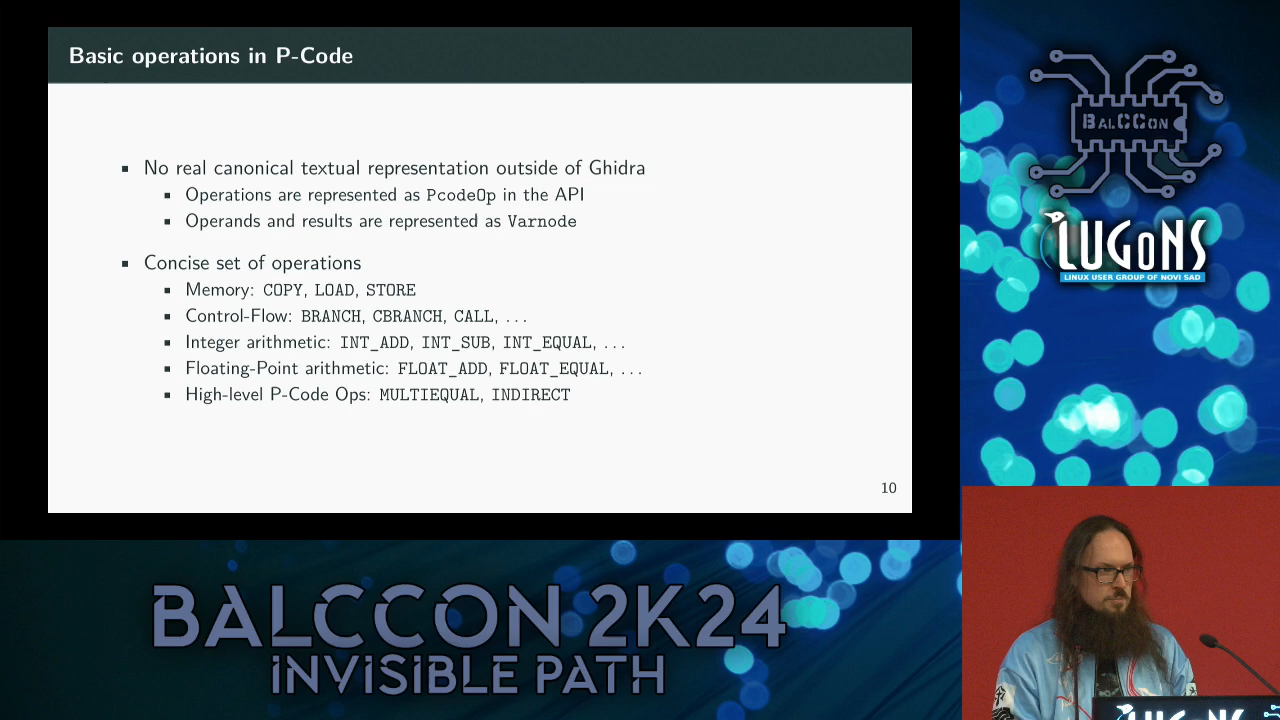 Basic operations in P-Code
▪ No real canonical textual representation outside of Ghidra
▪ Operations are represented as PcodeOp in the API
▪ Operands and results are represented as Varnode
▪ Concise set of operations
▪ Memory: COPY, LOAD, STORE
▪ Control-Flow: BRANCH, CBRANCH, CALL, ...
▪ Integer arithmetic: INT_ADD, INT_SUB, INT_EQUAL, ...
▪ Floating-Point arithmetic: FLOAT_ADD, FLOAT_EQUAL, ...
▪ High-level P-Code Ops: MULTIEQUAL, INDIRECT
10
BALCCON
LUGONS
LINUX USER GROUP OF NOVI SAD
BALCCON 2K24
INVISIBLE PATH
LUGONS